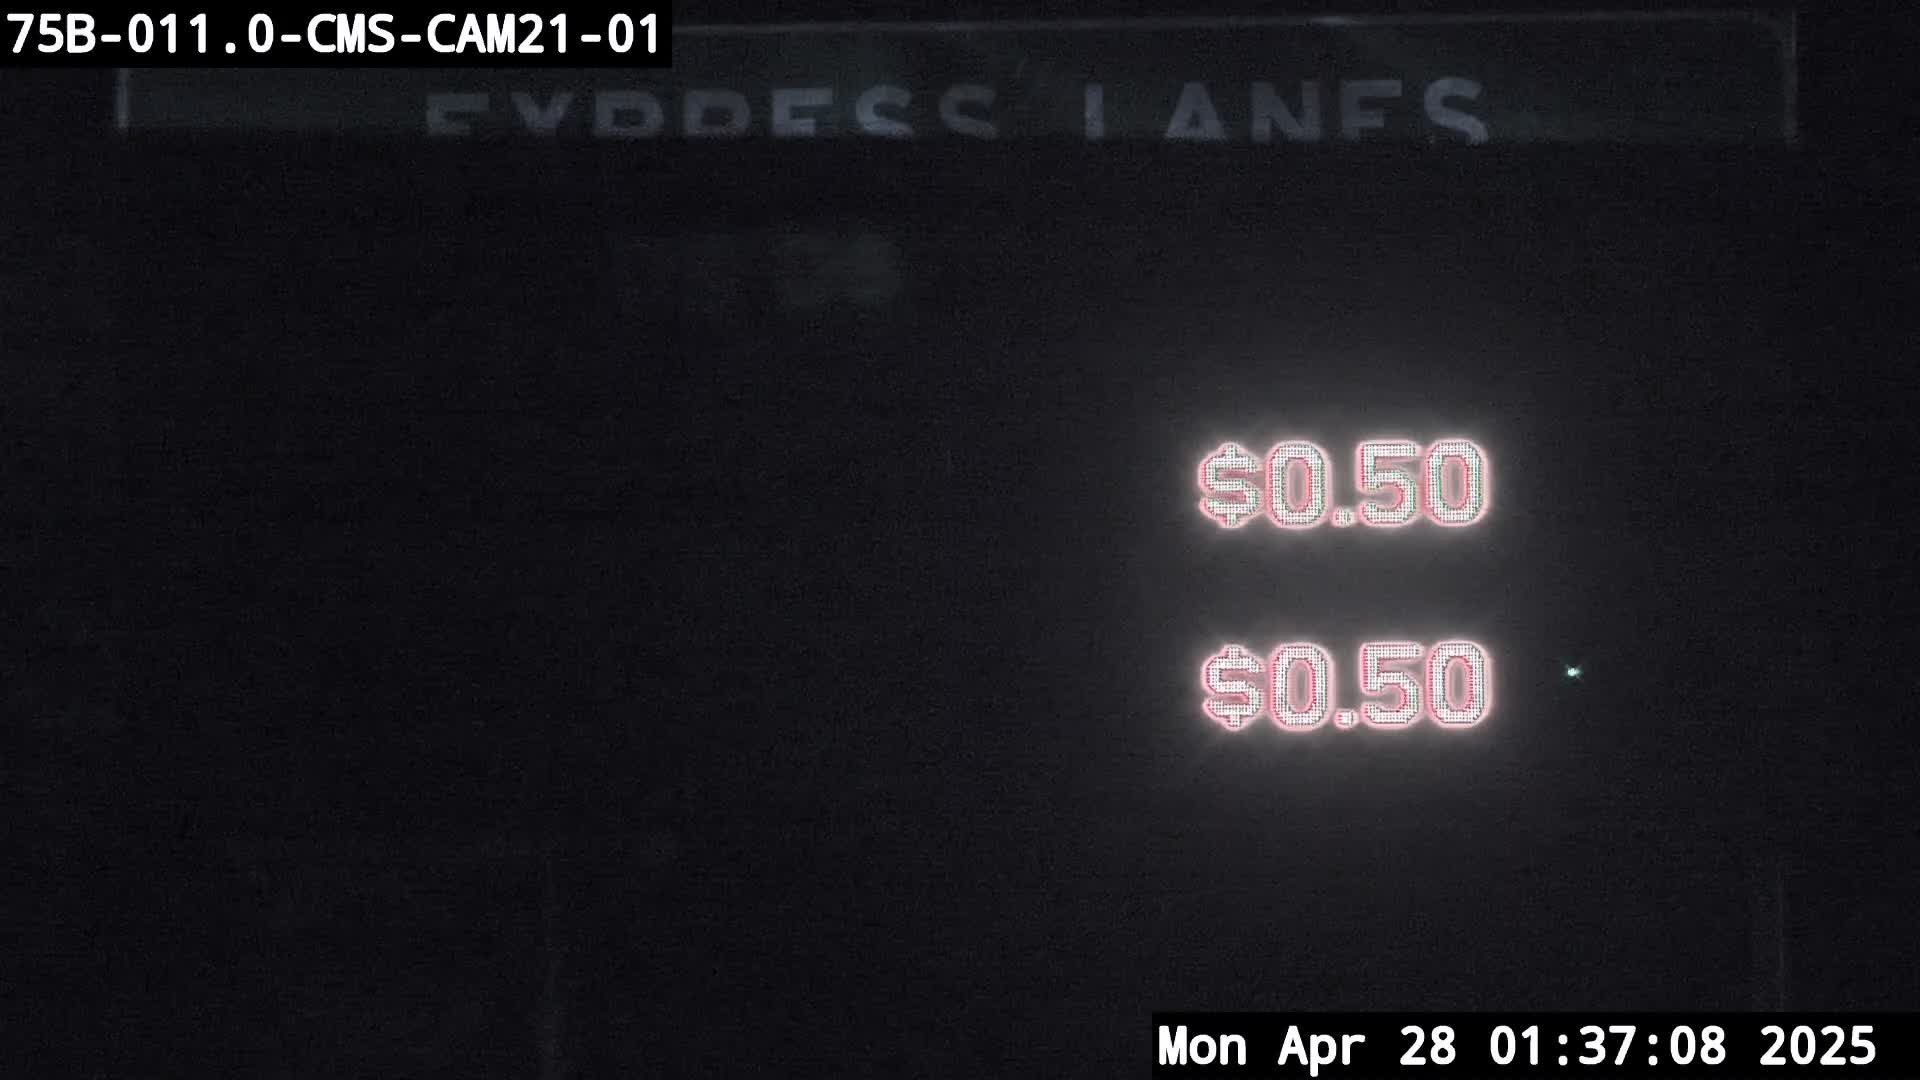 75B-011.0-CMS-CAM21-01
EXPRESS LANES
$0.50
$0.50
Mon Apr 28 01:37:08 2025